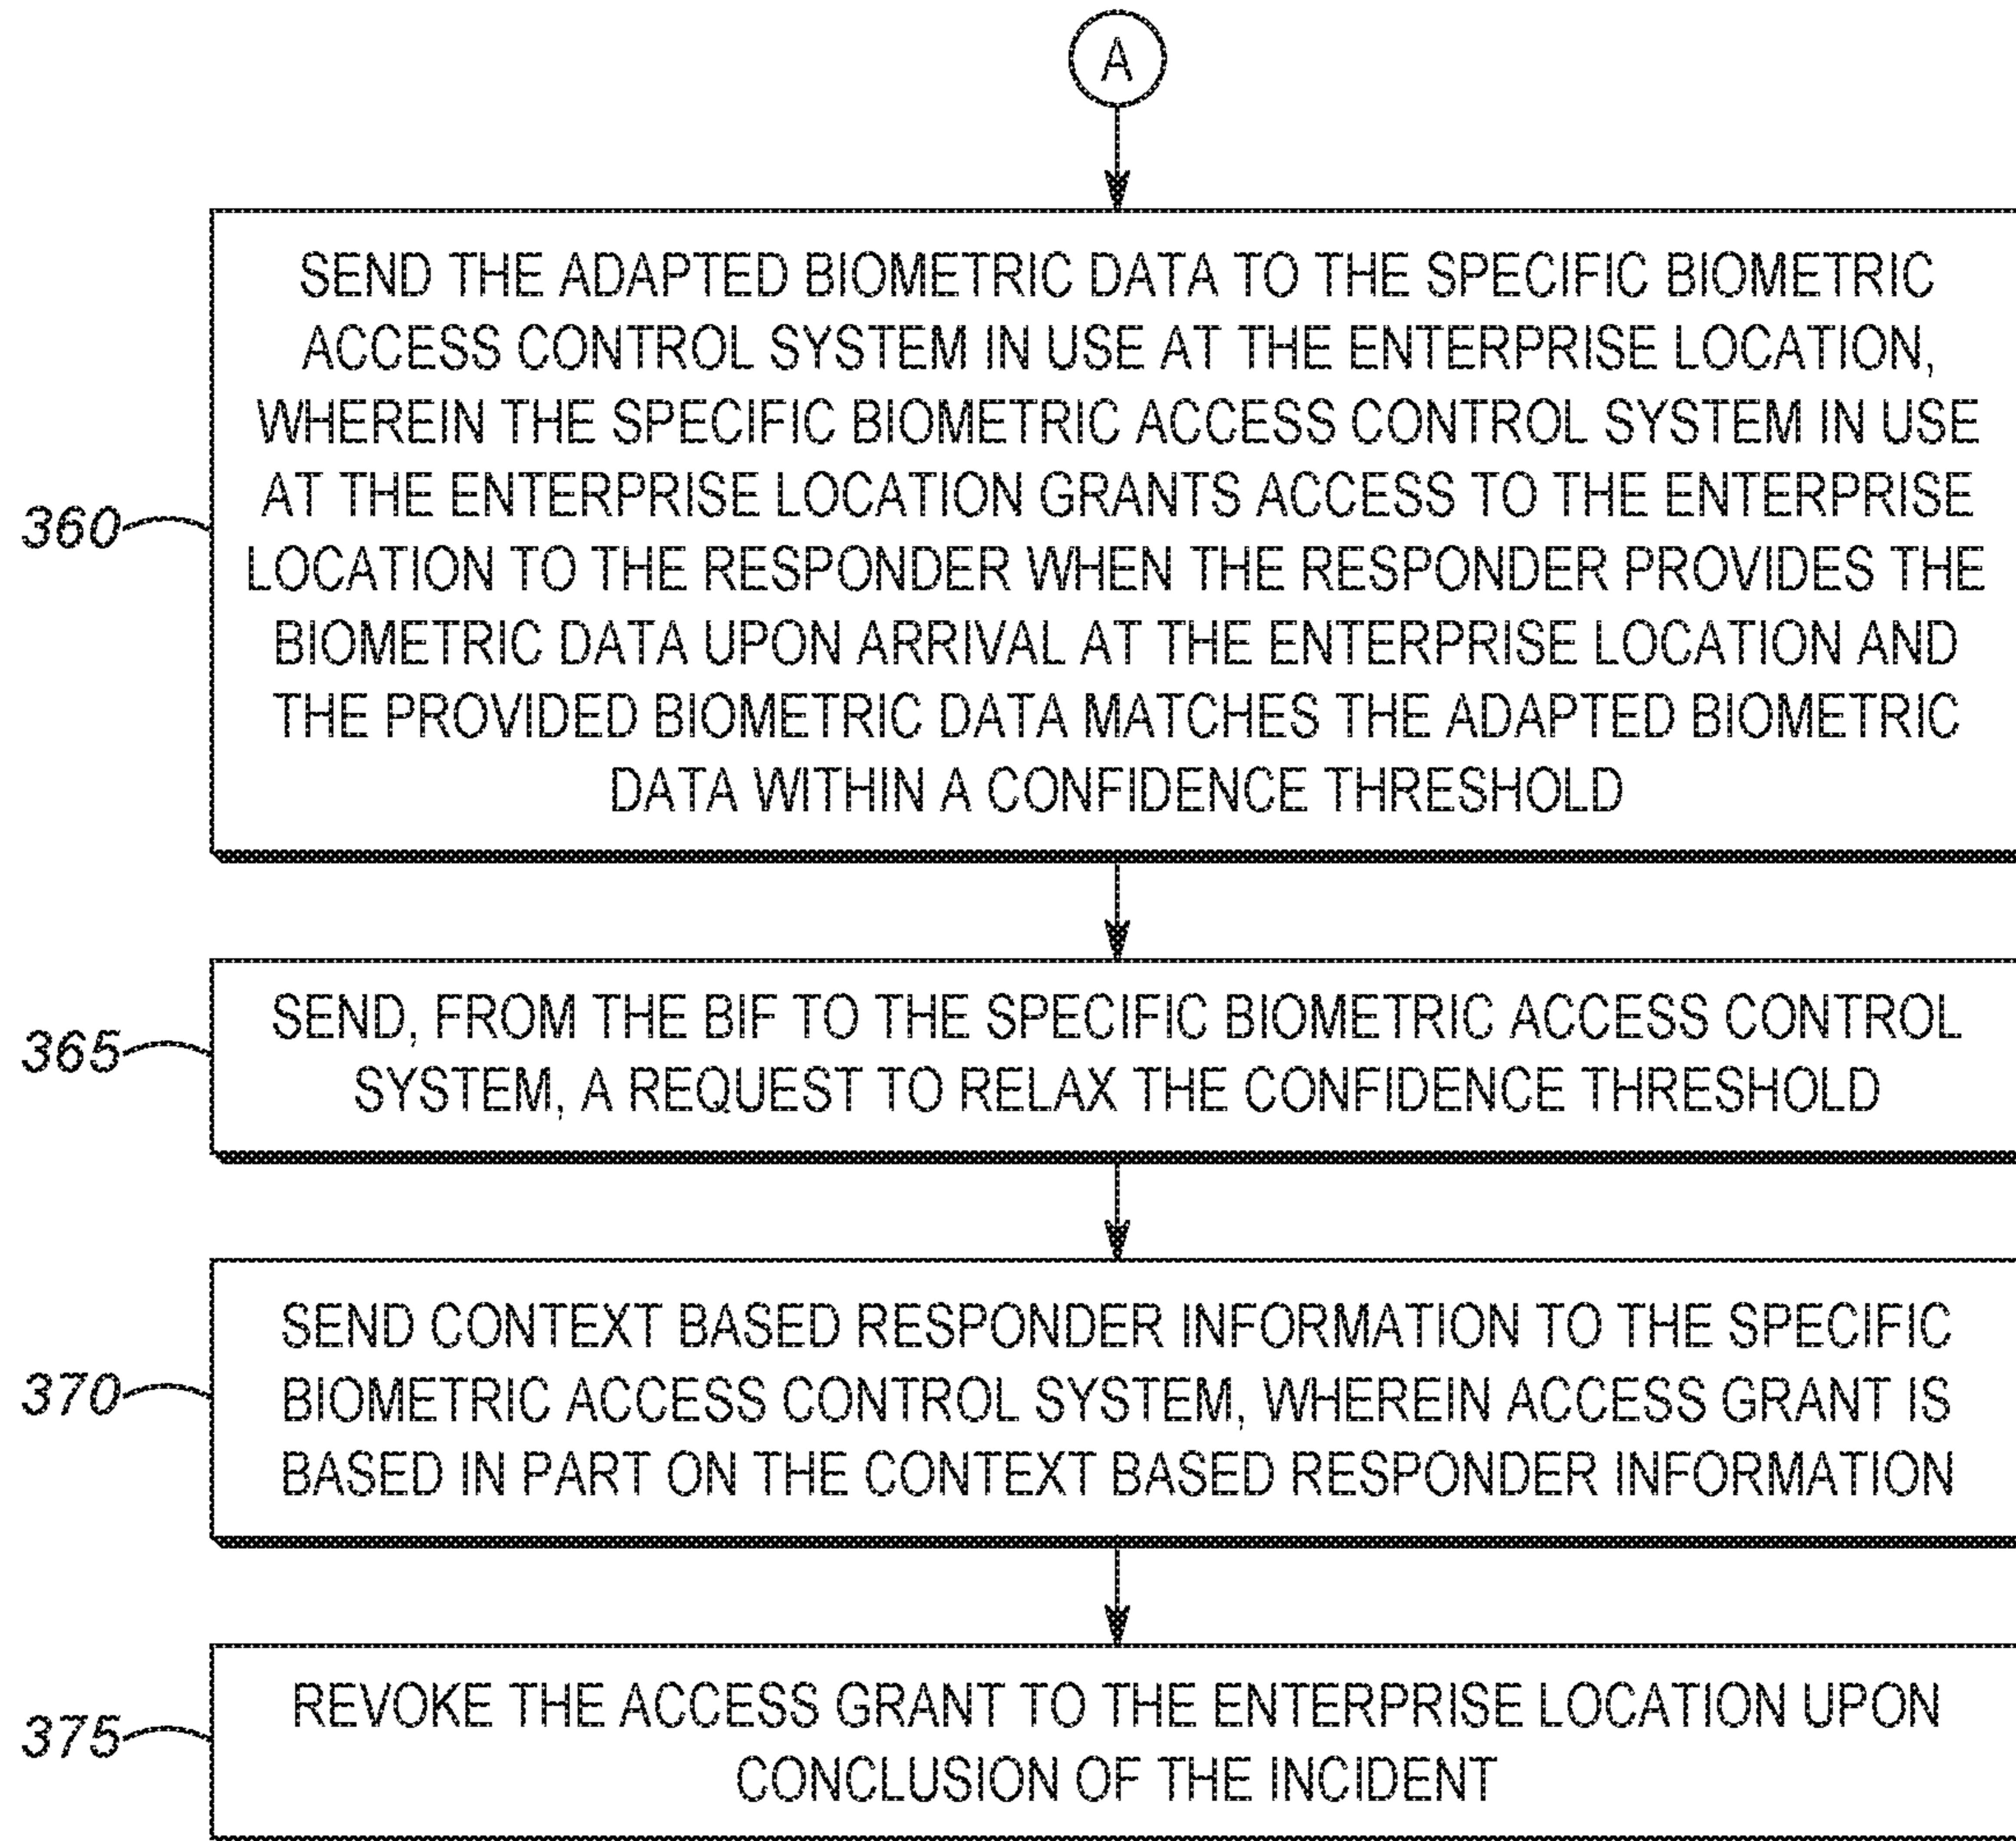 A
SEND THE ADAPTED BIOMETRIC DATA TO THE SPECIFIC BIOMETRIC
ACCESS CONTROL SYSTEM IN USE AT THE ENTERPRISE LOCATION,
WHEREIN THE SPECIFIC BIOMETRIC ACCESS CONTROL SYSTEM IN USE
AT THE ENTERPRISE LOCATION GRANTS ACCESS TO THE ENTERPRISE
360
LOCATION TO THE RESPONDER WHEN THE RESPONDER PROVIDES THE
BIOMETRIC DATA UPON ARRIVAL AT THE ENTERPRISE LOCATION AND
THE PROVIDED BIOMETRIC DATA MATCHES THE ADAPTED BIOMETRIC
DATA WITHIN A CONFIDENCE THRESHOLD
365
SEND, FROM THE BIF TO THE SPECIFIC BIOMETRIC ACCESS CONTROL
SYSTEM, A REQUEST TO RELAX THE CONFIDENCE THRESHOLD
370
SEND CONTEXT BASED RESPONDER INFORMATION TO THE SPECIFIC
BIOMETRIC ACCESS CONTROL SYSTEM, WHEREIN ACCESS GRANT IS
BASED IN PART ON THE CONTEXT BASED RESPONDER INFORMATION
375
REVOKE THE ACCESS GRANT TO THE ENTERPRISE LOCATION UPON
CONCLUSION OF THE INCIDENT